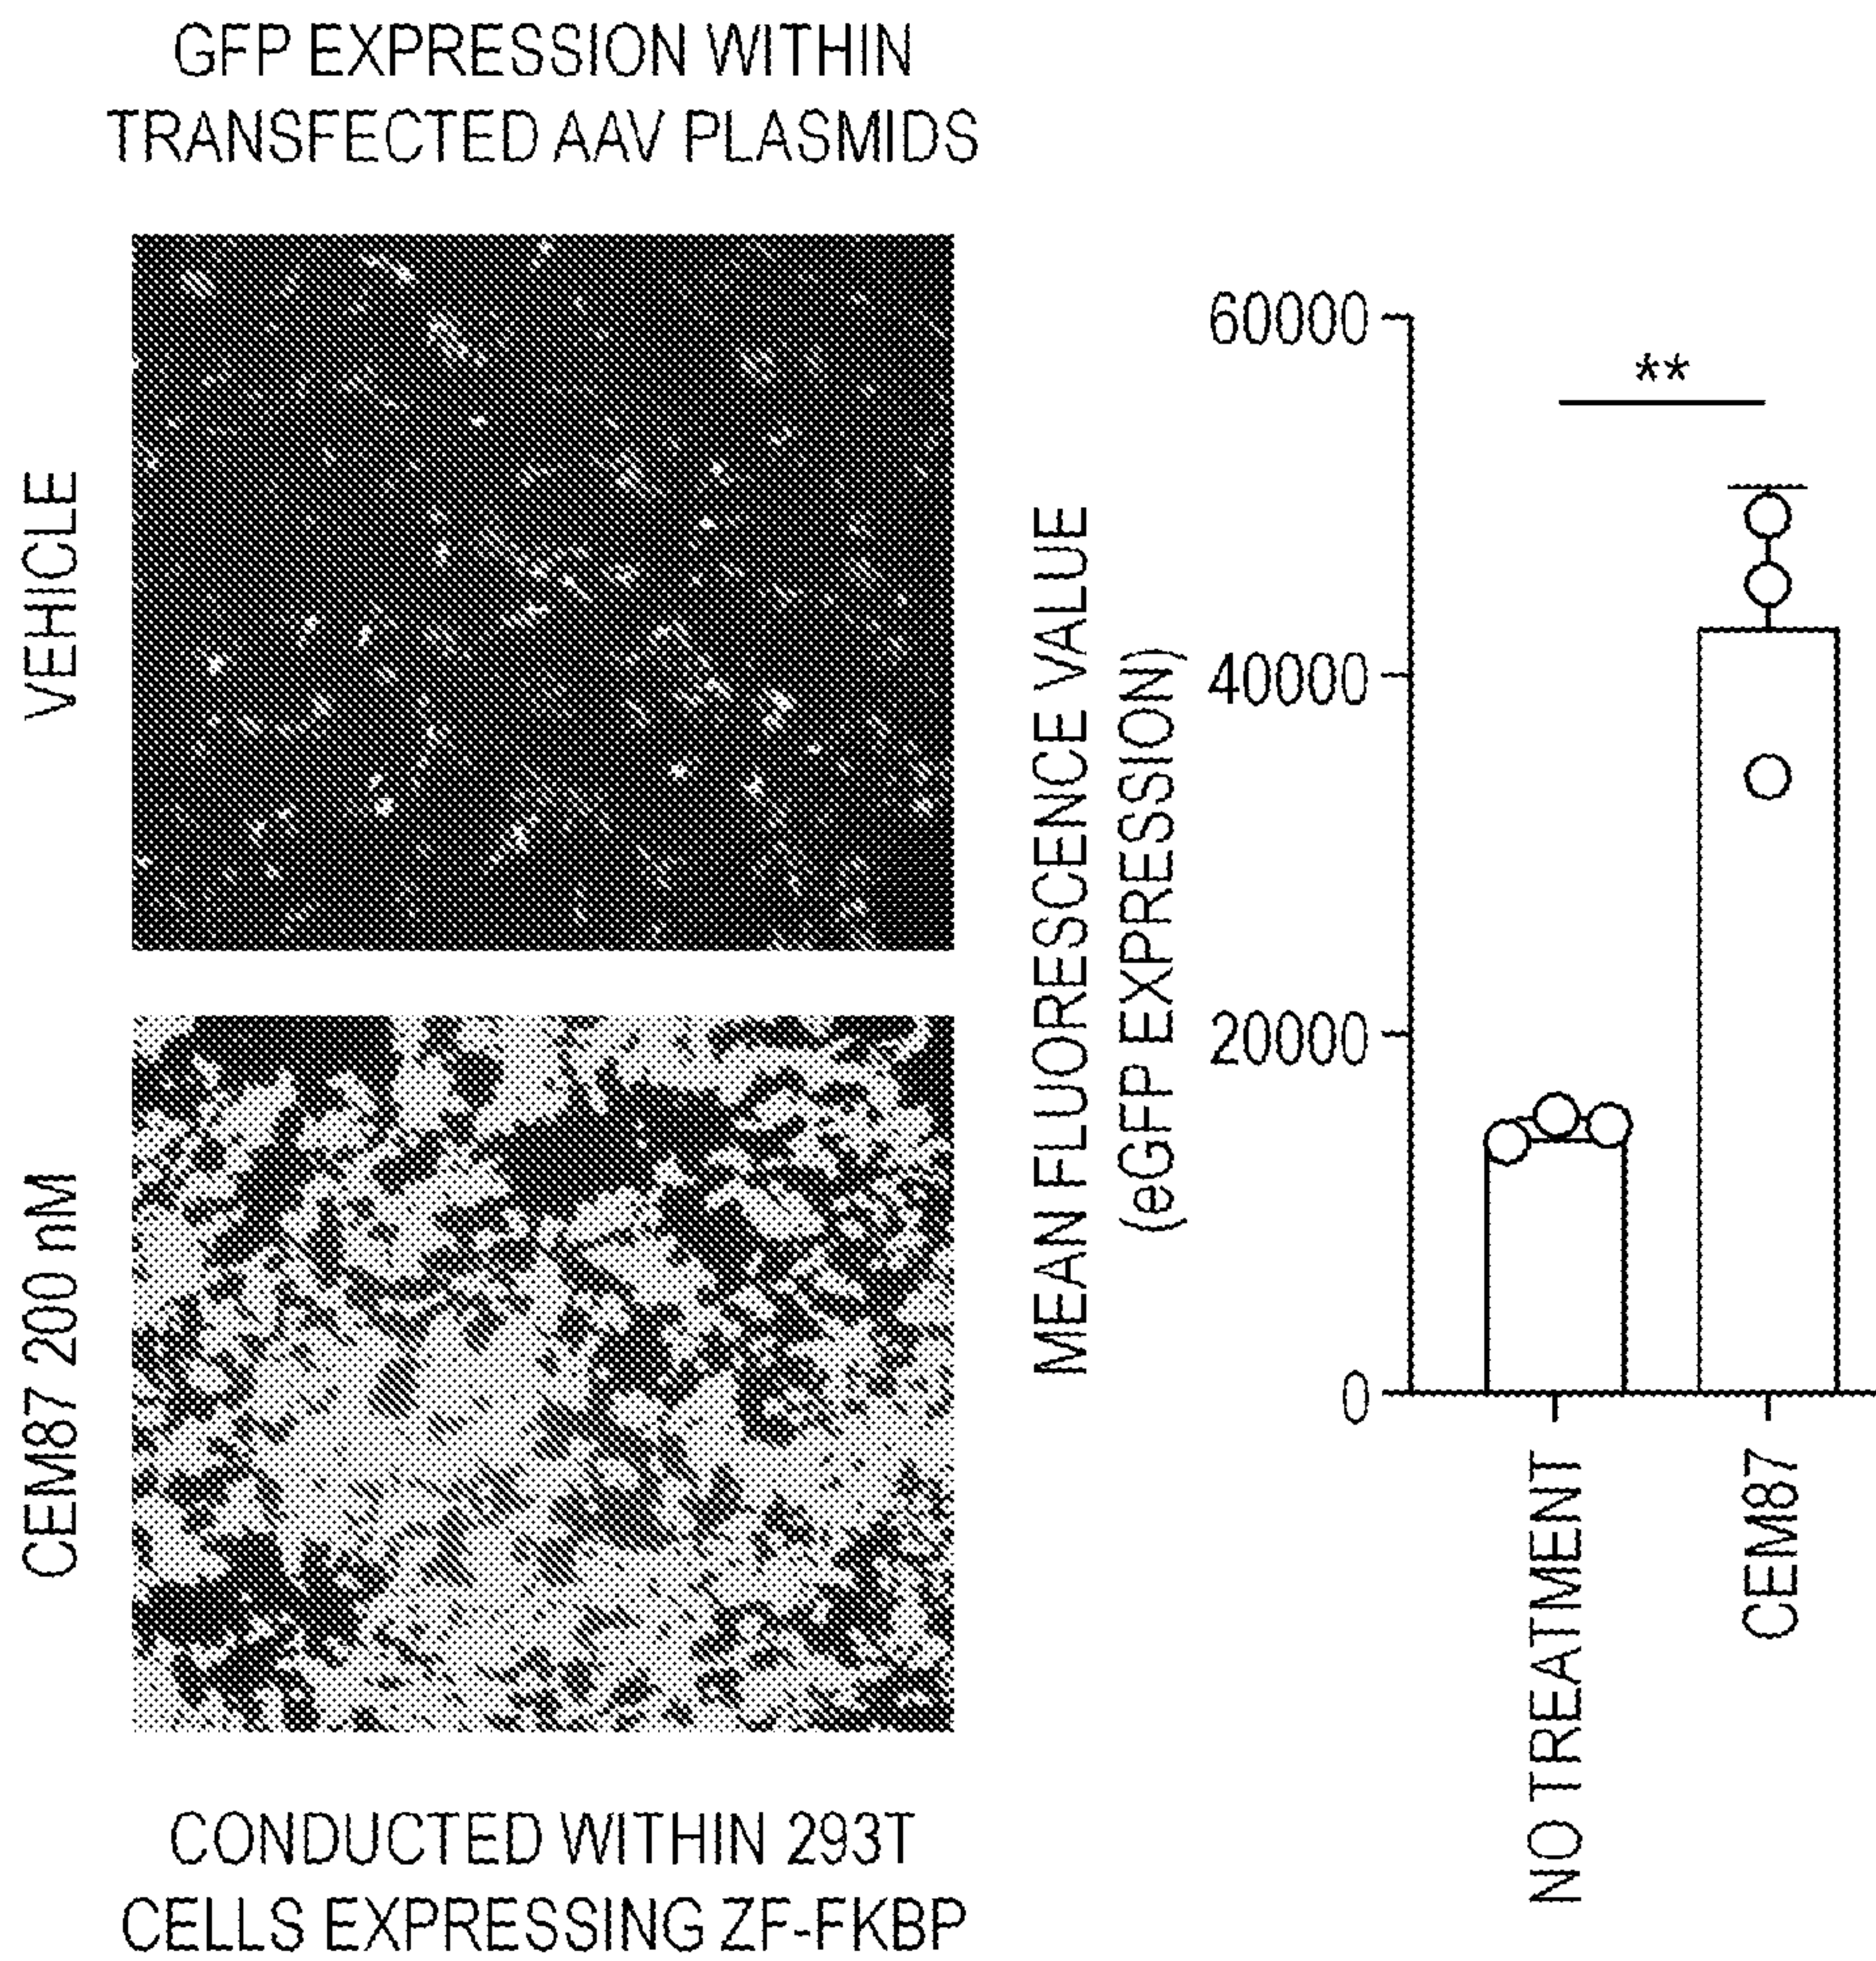 GFP EXPRESSION WITHIN
TRANSFECTED AAV PLASMIDS
VEHICLE
CEM87 200 nM
CONDUCTED WITHIN 293T
CELLS EXPRESSING ZF-FKBP
MEAN FLUORESCENCE VALUE
(eGFP EXPRESSION)
60000
40000
20000
0
**
NO TREATMENT
CEM87